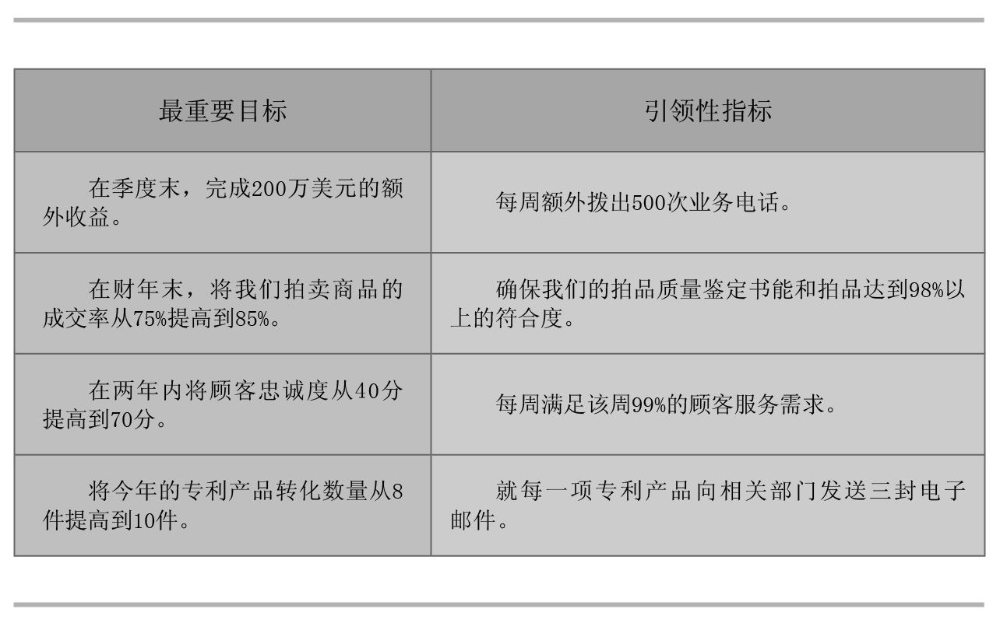 最重要目标
引领性指标
在季度末，完成200万美元的额
外收益。
每周额外拨出500次业务电话。
在财年末，将我们拍卖商品的
成交率从75%提高到85%。
确保我们的拍品质量鉴定书能和拍品达到98%以
上的符合度。
在两年内将顾客忠诚度从40分
提高到70分。
每周满足该周99%的顾客服务需求。
将今年的专利产品转化数量从8
件提高到10件。
就每一项专利产品向相关部门发送三封电子
邮件。